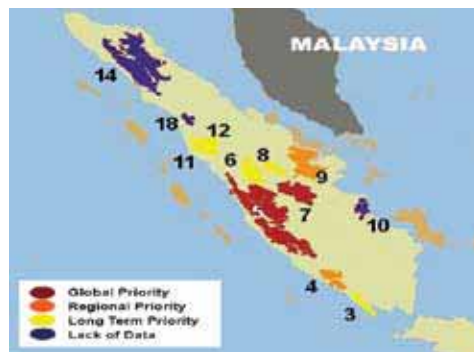 MALAYSIA
14
18
12
11
6
8
9
7
10
4
3
Global Priority
Regional Priority
Long Term Priority
Lack of Data